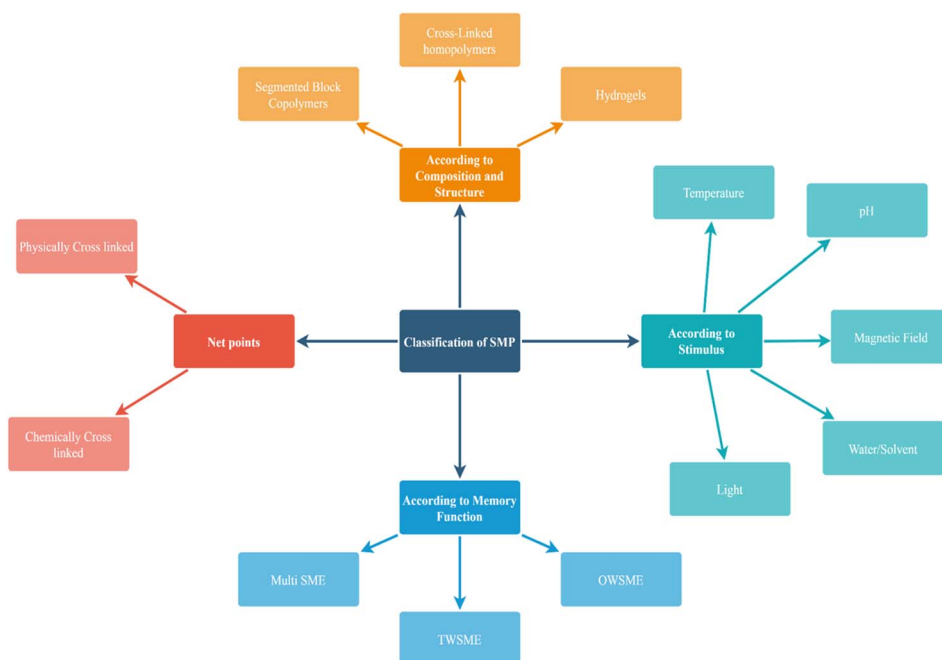 Cross-Linked
homopolymers
Segmented Block
Copolymers
Hydrogels
According to
Composition and
Structure
Temperature
pH
Physically Cross linked
Net points
Classification of SMP
According to
Stimulus
Magnetic Field
Chemically Cross
linked
Water/Solvent
Light
According to Memory
Function
Multi SME
OWSME
TWSME